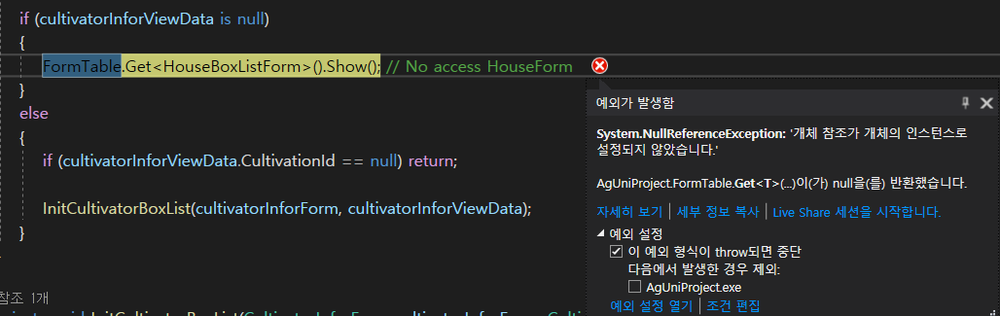 if (cultivatorInforViewData is null)
{
FormTable.Get<HouseBoxListForm>().Show(); // No access HouseForm
}
else
{
if (cultivatorInforViewData.CultivationId == null) return;
InitCultivatorBoxList(cultivatorInforForm, cultivatorInforViewData);
}
참조 1개
예외가 발생함
System.NullReferenceException: '개체 참조가 개체의 인스턴스로
설정되지 않았습니다.'
AgUniProject.FormTable.Get<T>(...)이(가) null을(를) 반환했습니다.
자세히 보기 | 세부 정보 복사 | Live Share 세션을 시작합니다.
예외 설정
이 예외 형식이 throw되면 중단
다음에서 발생한 경우 제외:
AgUniProject.exe
예외 설정 열기 | 조건 편집